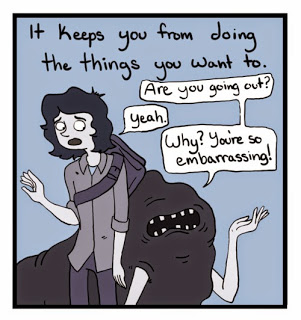 It keeps you from doing
the things you want to.
Are you going out?
Yeah.
Why? You're so
embarrassing!